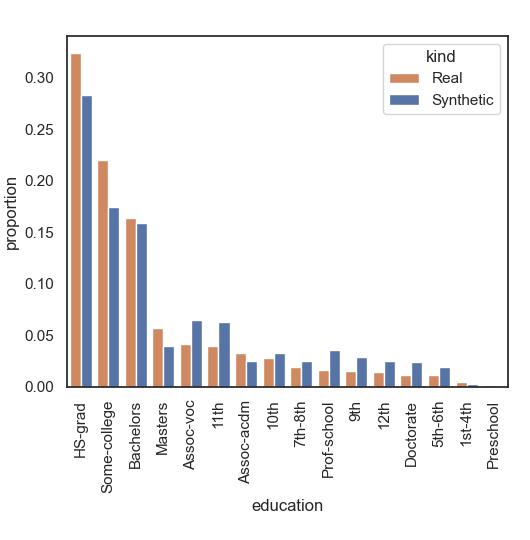 kind
Real
Synthetic
0.30
0.25
0.20
0.15
0.10
0.05
0.00
proportion
HS-grad
Some-college
Bachelors
Masters
Assoc-voc
11th
Assoc-acdm
10th
7th-8th
Prof-school
9th
12th
Doctorate
5th-6th
1st-4th
Preschool
education